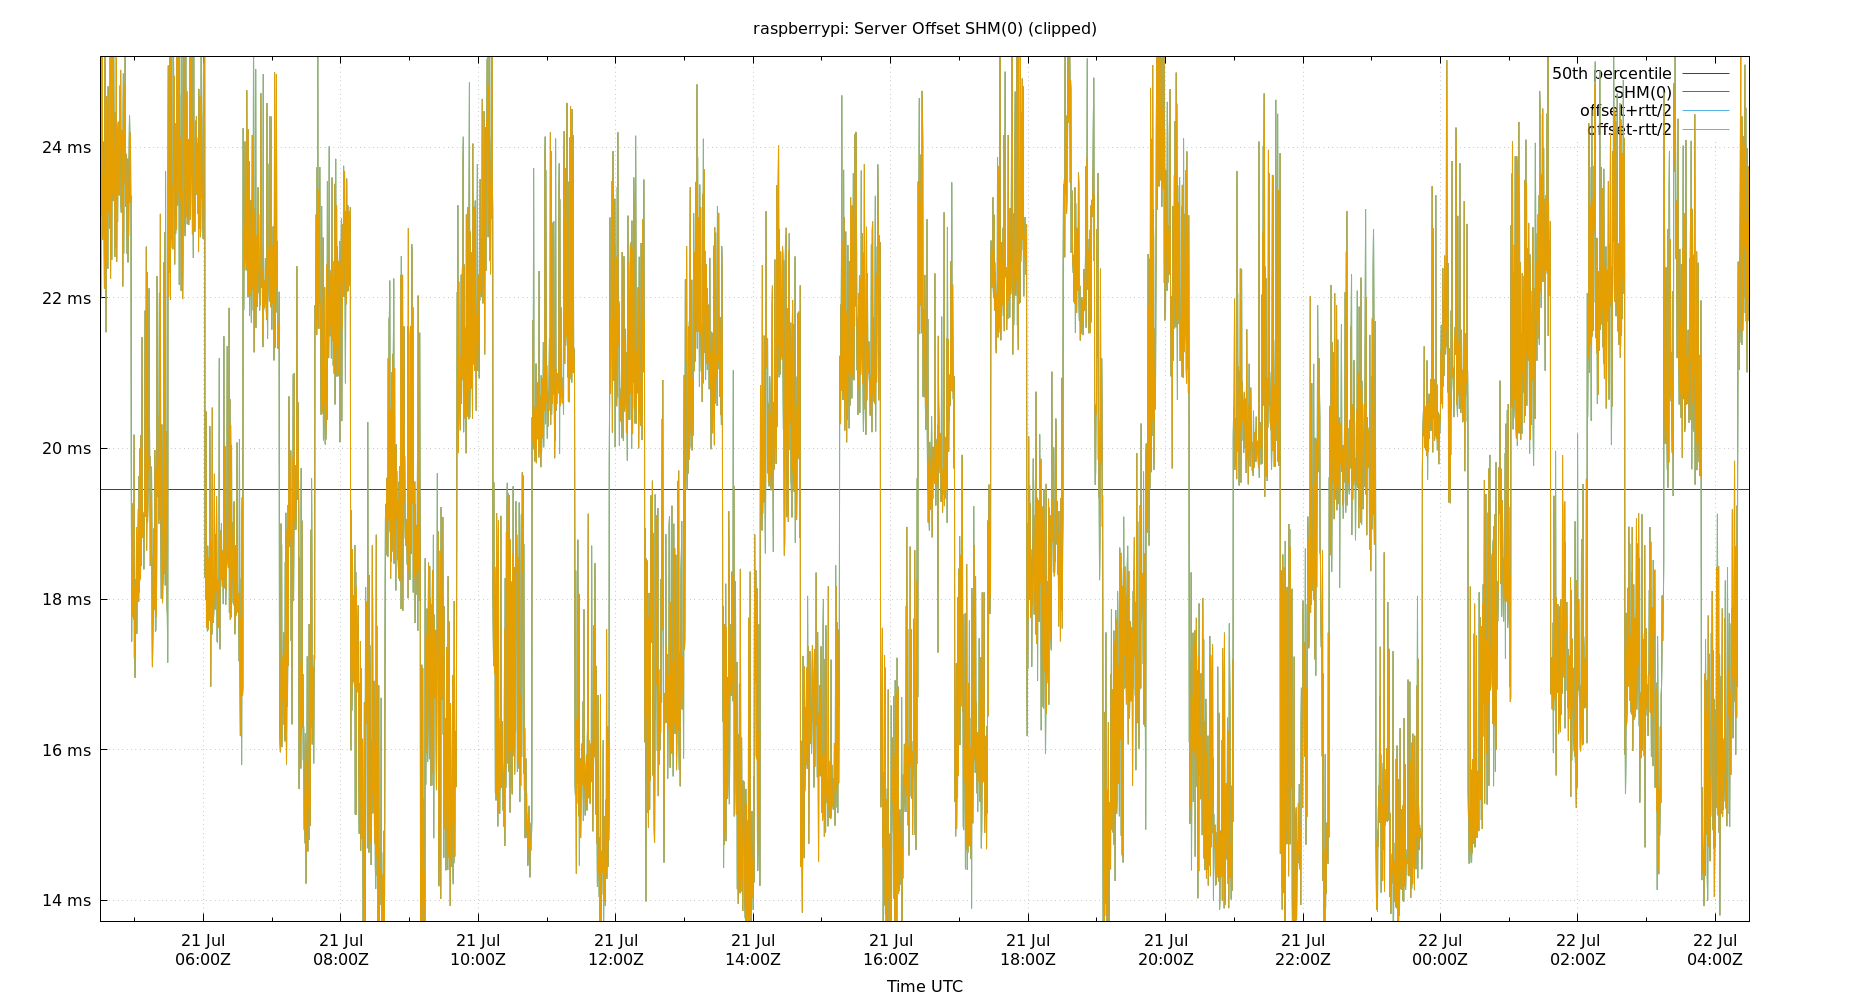 raspberrypi: Server Offset SHM(0) (clipped)
50th percentile
SHM(0)
offset+rtt/2
offset-rtt/2
24 ms
22 ms
20 ms
18 ms
16 ms
14 ms
21 Jul 21 Jul 21 Jul 21 Jul 21 Jul 21 Jul 21 Jul 21 Jul 21 Jul 22 Jul 22 Jul 22 Jul
06:00Z 08:00Z 10:00Z 12:00Z 14:00Z 16:00Z 18:00Z 20:00Z 22:00Z 00:00Z 02:00Z 04:00Z
Time UTC